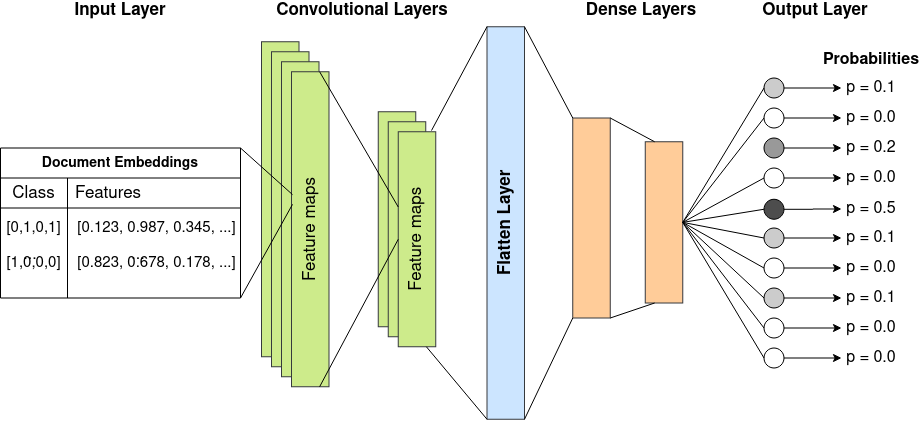 Input Layer
Convolutional Layers
Dense Layers
Output Layer
Probabilities
Document Embeddings
Class Features
[0,1,0,1] [0.123, 0.987, 0.345, ...]
[1,0,0,0] [0.823, 0.678, 0.178, ...]
Feature maps
Feature maps
Flatten Layer
p = 0.1
p = 0.0
p = 0.2
p = 0.0
p = 0.5
p = 0.1
p = 0.0
p = 0.1
p = 0.0
p = 0.0